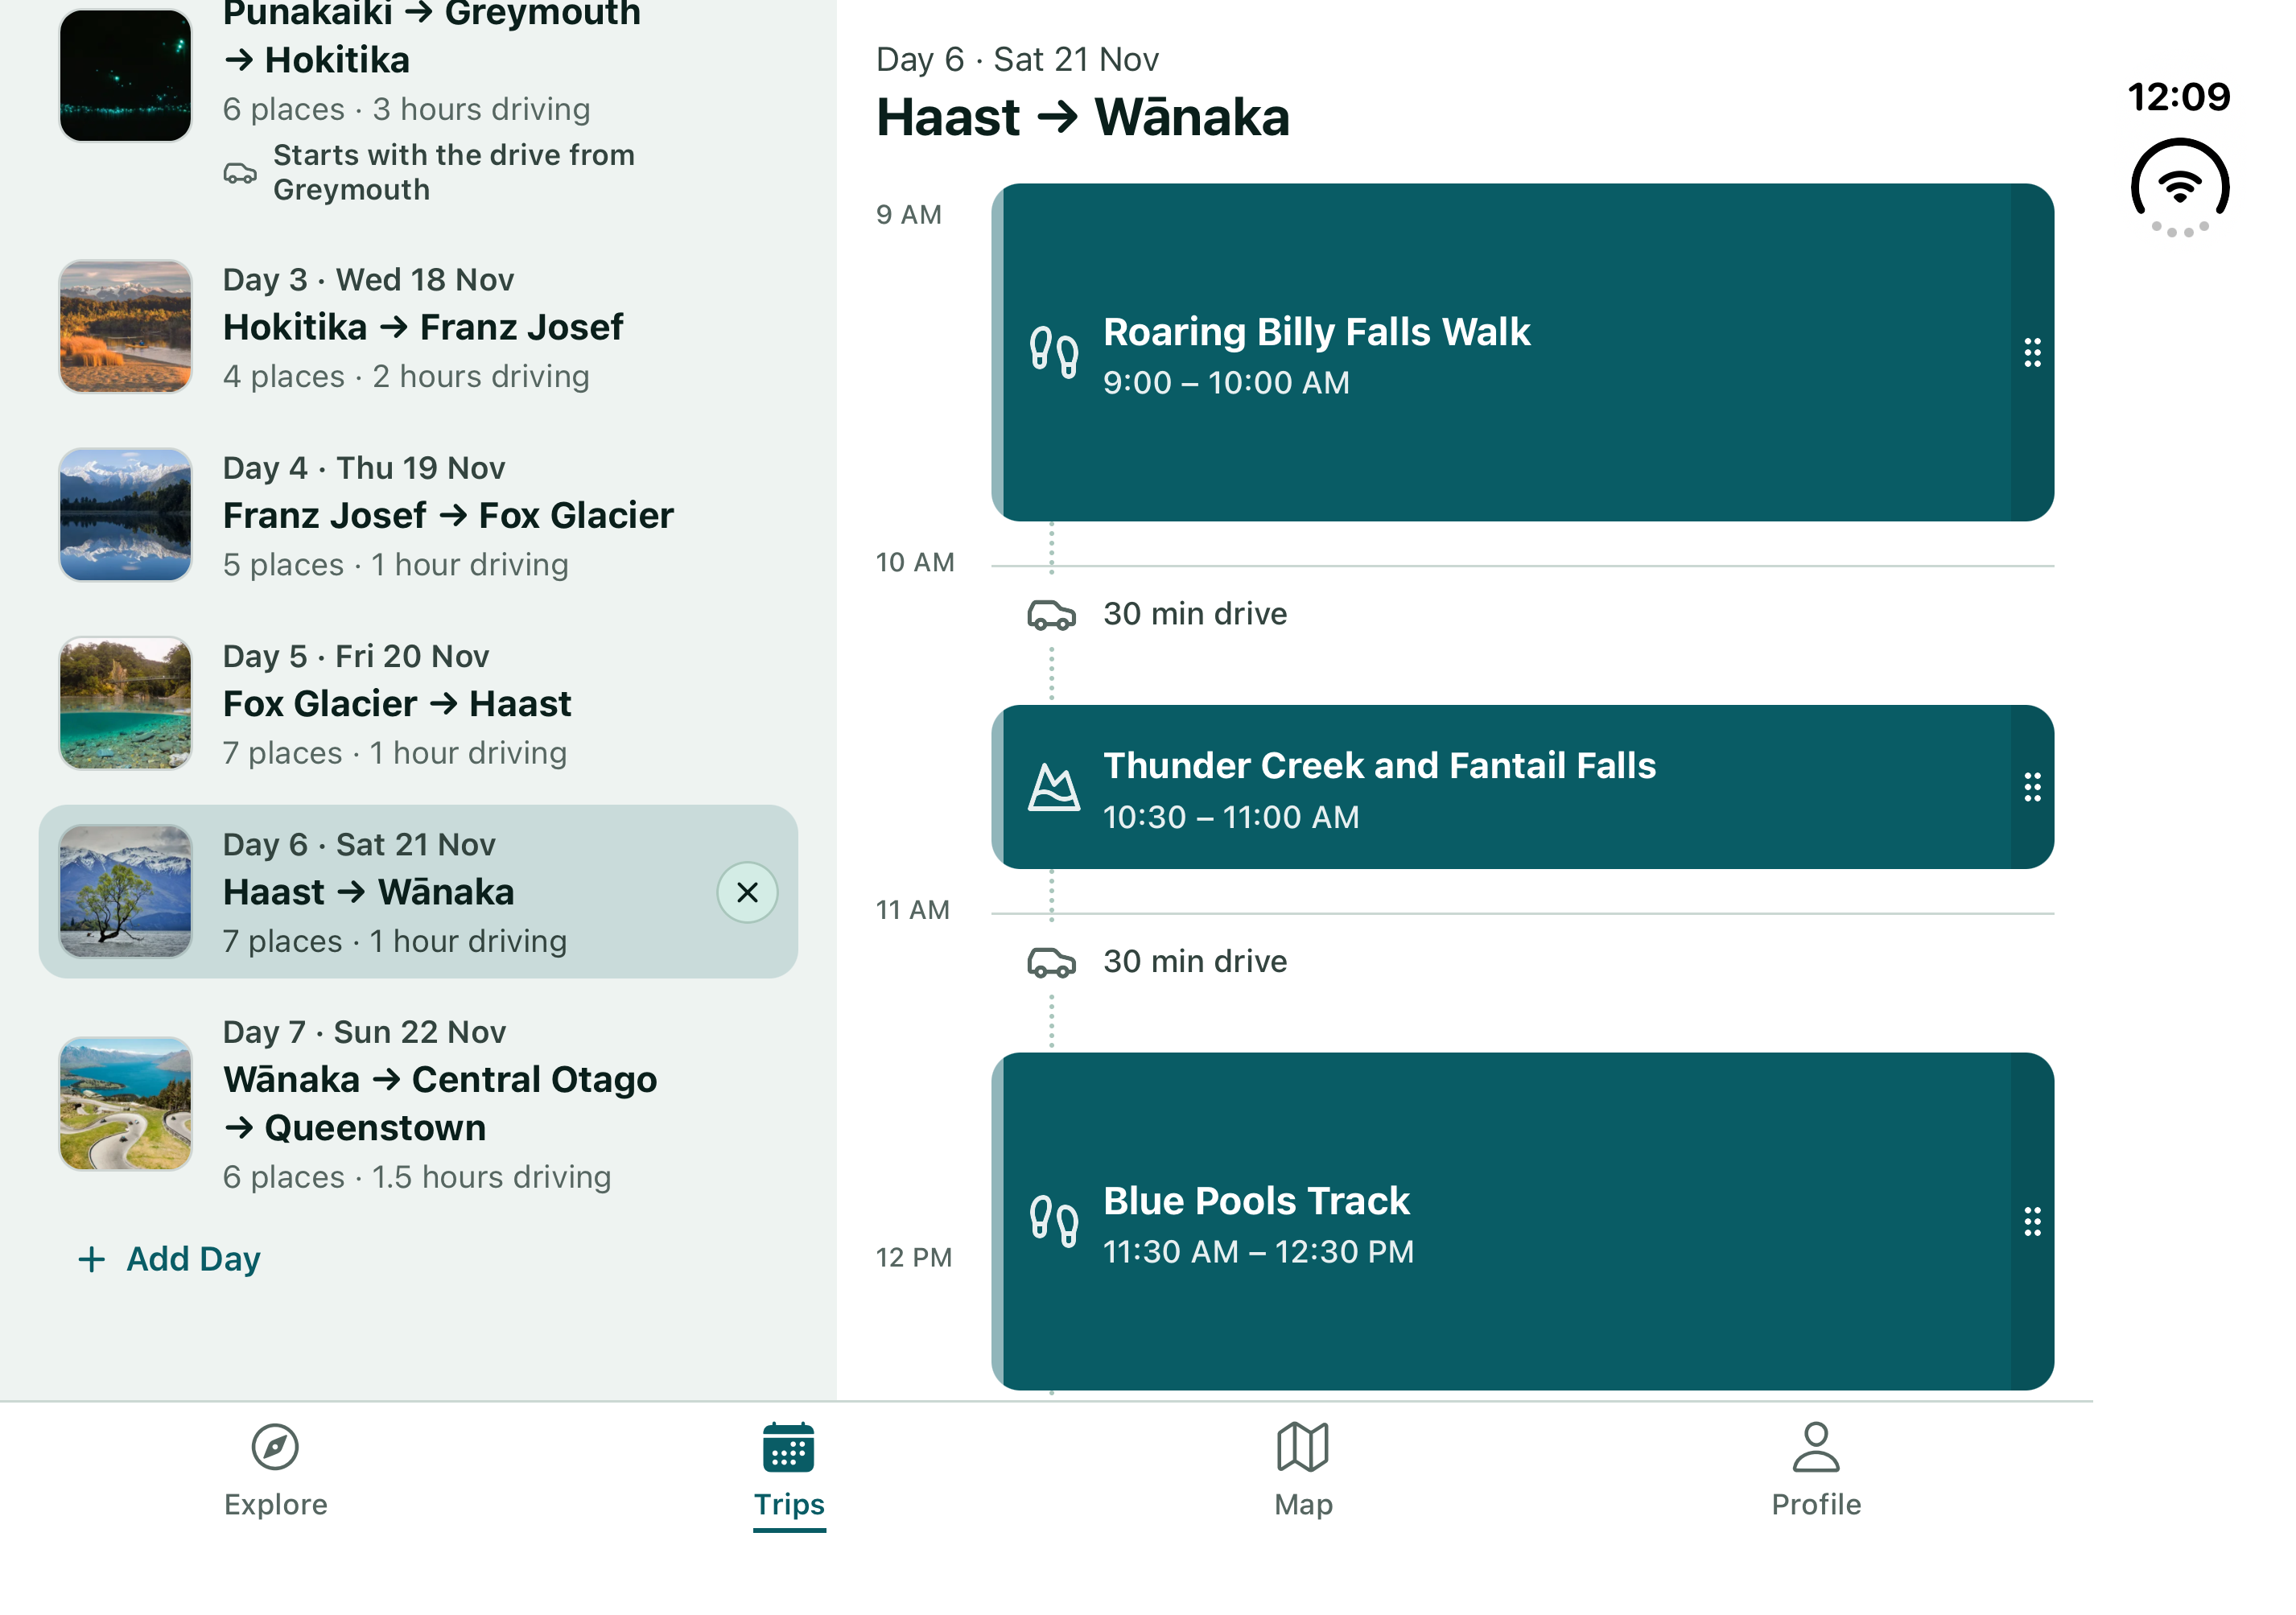 Punakaiki → Greymouth
→ Hokitika
6 places · 3 hours driving
Starts with the drive from
Greymouth
Day 3 · Wed 18 Nov
Hokitika → Franz Josef
4 places · 2 hours driving
Day 4 · Thu 19 Nov
Franz Josef → Fox Glacier
5 places · 1 hour driving
Day 5 · Fri 20 Nov
Fox Glacier → Haast
7 places · 1 hour driving
Day 6 · Sat 21 Nov
Haast → Wānaka
7 places · 1 hour driving
Day 7 · Sun 22 Nov
Wānaka → Central Otago
→ Queenstown
6 places · 1.5 hours driving
+ Add Day
Day 6 · Sat 21 Nov
Haast → Wānaka
9 AM
Roaring Billy Falls Walk
9:00 – 10:00 AM
10 AM
30 min drive
Thunder Creek and Fantail Falls
10:30 – 11:00 AM
11 AM
30 min drive
Blue Pools Track
11:30 AM – 12:30 PM
12 PM
12:09
Explore
Trips
Map
Profile